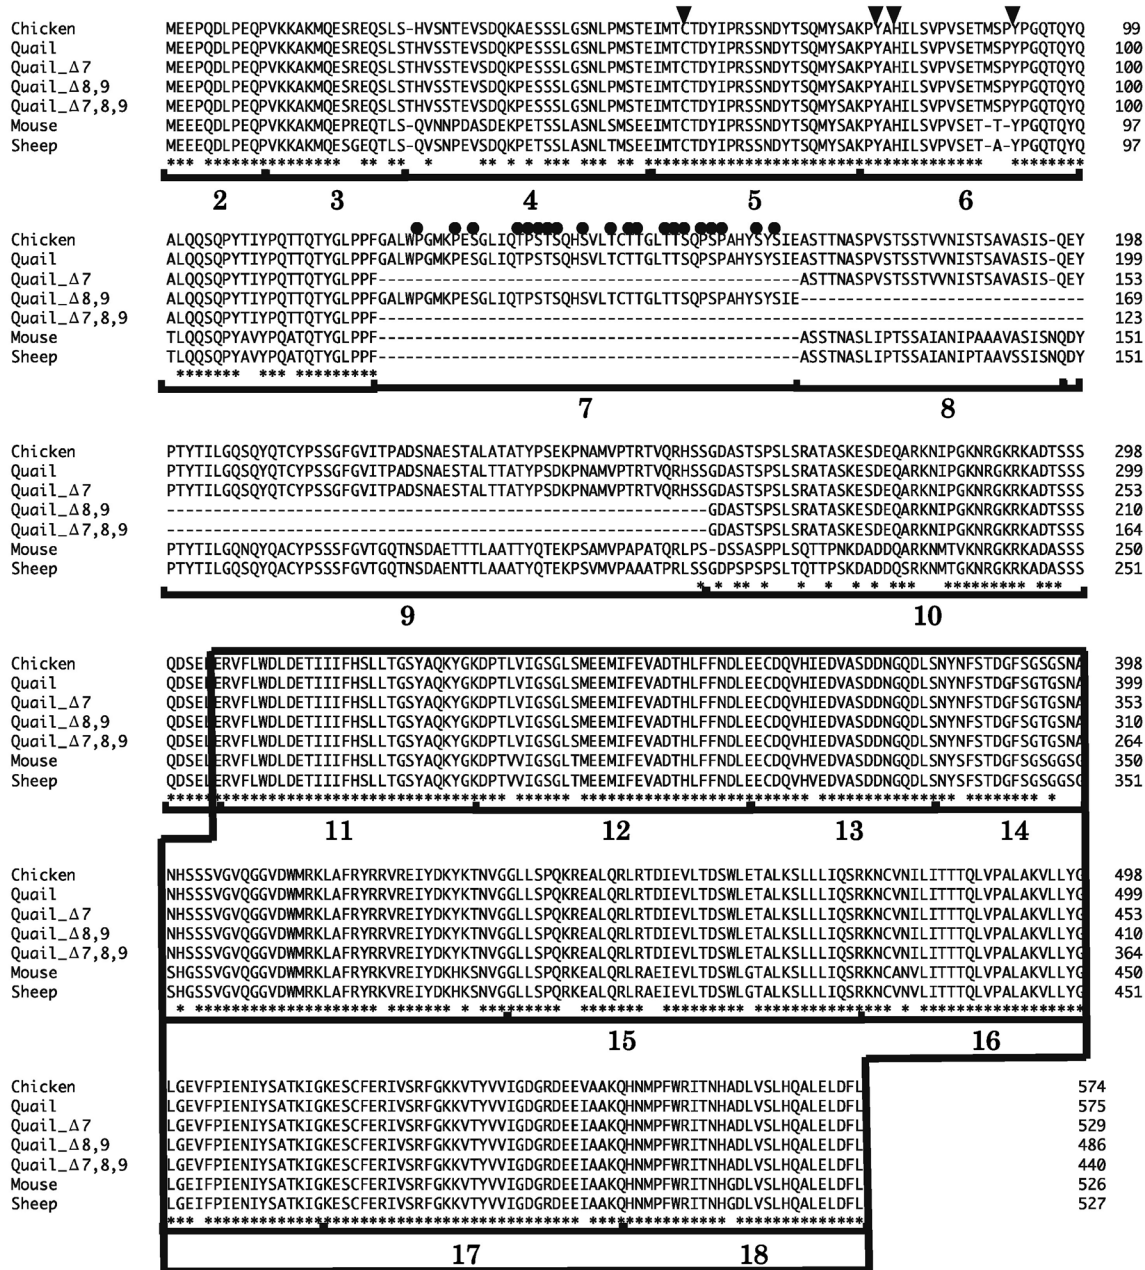 Chicken MEEPQDLPEQPVKKAKMQESREQSLS-HVSNTEVSDQKAESSSLGSNLPMSTEIMTCTDYIPRSSNDYTSQMYSAKPYAHILSVPVSETMSPYPGQTQYQ 99
Quail MEEPQDLPEQPVKKAKMQESREQSLSTHVSSTEVSDQKPESSSLGSNLPMSTEIMTCTDYIPRSSNDYTSQMYSAKPYAHILSVPVSETMSPYPGQTQYQ 100
Quail_Δ7 MEEPQDLPEQPVKKAKMQESREQSLSTHVSSTEVSDQKPESSSLGSNLPMSTEIMTCTDYIPRSSNDYTSQMYSAKPYAHILSVPVSETMSPYPGQTQYQ 100
Quail_Δ8,9 MEEPQDLPEQPVKKAKMQESREQSLSTHVSSTEVSDQKPESSSLGSNLPMSTEIMTCTDYIPRSSNDYTSQMYSAKPYAHILSVPVSETMSPYPGQTQYQ 100
Quail_Δ7,8,9 MEEPQDLPEQPVKKAKMQESREQSLSTHVSSTEVSDQKPESSSLGSNLPMSTEIMTCTDYIPRSSNDYTSQMYSAKPYAHILSVPVSETMSPYPGQTQYQ 100
Mouse MEEEQDLPEQPVKKAKMQEPREQTLS-QVNNPDASDEKPETSSLASNLSMSEEIMTCTDYIPRSSNDYTSQMYSAKPYAHILSVPVSET-T-YPGQTQYQ 97
Sheep MEEEQDLPEQPVKKAKMQESGEQTLS-QVSNPEVSDQKPETSSLASNLTMSEEIMTCTDYIPRSSNDYTSQMYSAKPYAHILSVPVSET-A-YPGQTQYQ 97
2 3 4 5 6
Chicken ALQQSQPYTIYPQTTQTYGLPPFGALWPGMKPESGLIQTPSTSQHSVLTCTTGLTTSQPSPAHYSYSIEASTTNASPVSTSSTVVNISTSAVASIS-QEY 198
Quail ALQQSQPYTIYPQTTQTYGLPPFGALWPGMKPESGLIQTPSTSQHSVLTCTTGLTTSQPSPAHYSYSIEASTTNASPVSTSSTVVNISTSAVASIS-QEY 199
Quail_Δ7 ALQQSQPYTIYPQTTQTYGLPPF----------------------------------------------ASTTNASPVSTSSTVVNISTSAVASIS-QEY 153
Quail_Δ8,9 ALQQSQPYTIYPQTTQTYGLPPFGALWPGMKPESGLIQTPSTSQHSVLTCTTGLTTSQPSPAHYSYSIE------------------------------- 169
Quail_Δ7,8,9 ALQQSQPYTIYPQTTQTYGLPPF----------------------------------------------------------------------------- 123
Mouse TLQQSQPYAVYPQTTQTYGLPPF----------------------------------------------ASSTNASLIPTSSAIANIPAAAVASISNQDY 151
Sheep TLQQSQPYAVYPQATQTYGLPPF----------------------------------------------ASSTNASLIPTSSAIANIPTAAVSSISNQDY 151
7 8
Chicken PTYTILGQSQYQTCYPSSGFGVITPADSNAESTALATATYPSEKPNAMVPTRTVQRHSSGDASTSPSLSRATASKESDEQARKNIPGKNRGKRKADTSSS 298
Quail PTYTILGQSQYQTCYPSSGFGVITPADSNAESTALTTATYPSDKPNAMVPTRTVQRHSSGDASTSPSLSRATASKESDEQARKNIPGKNRGKRKADTSSS 299
Quail_Δ7 PTYTILGQSQYQTCYPSSGFGVITPADSNAESTALTTATYPSDKPNAMVPTRTVQRHSSGDASTSPSLSRATASKESDEQARKNIPGKNRGKRKADTSSS 253
Quail_Δ8,9 -----------------------------------------------------------GDASTSPSLSRATASKESDEQARKNIPGKNRGKRKADTSSS 210
Quail_Δ7,8,9 -----------------------------------------------------------GDASTSPSLSRATASKESDEQARKNIPGKNRGKRKADTSSS 164
Mouse PTYTILGQNQYQACYPSSSFGVTGQTNSDAETTTLAATTYQTEKPSAMVPAPATQRLPS-DSSASPPLSQTTPNKDADDQARKNMTVKNRGKRKADASSS 250
Sheep PTYTILGQSQYQACYPSSSFGVTGQTNSDAENTTLAAATYQTEKPSVMVPAAATPRLSSGDPSPSPSLTQTTPSKDADDQSRKNMTGKNRGKRKADASSS 251
9 10
Chicken QDSELERVFLWDLDETIIIFHSLLTGSYAQKYGKDPTLVIGSGLSMEEMIFEVADTHLFFNDLEECDQVHIEDVASDDNGQDLSNYNFSTDGFSGSGSNA 398
Quail QDSELERVFLWDLDETIIIFHSLLTGSYAQKYGKDPTLVIGSGLSMEEMIFEVADTHLFFNDLEECDQVHIEDVASDDNGQDLSNYNFSTDGFSGTGSNA 399
Quail_Δ7 QDSELERVFLWDLDETIIIFHSLLTGSYAQKYGKDPTLVIGSGLSMEEMIFEVADTHLFFNDLEECDQVHIEDVASDDNGQDLSNYNFSTDGFSGTGSNA 353
Quail_Δ8,9 QDSELERVFLWDLDETIIIFHSLLTGSYAQKYGKDPTLVIGSGLSMEEMIFEVADTHLFFNDLEECDQVHIEDVASDDNGQDLSNYNFSTDGFSGTGSNA 310
Quail_Δ7,8,9 QDSELERVFLWDLDETIIIFHSLLTGSYAQKYGKDPTLVIGSGLSMEEMIFEVADTHLFFNDLEECDQVHIEDVASDDNGQDLSNYNFSTDGFSGTGSNA 264
Mouse QDSELERVFLWDLDETIIIFHSLLTGSYAQKYGKDPTVVIGSGLTMEEMIFEVADTHLFFNDLEECDQVHVEDVASDDNGQDLSNYSFSTDGFSGSGGSG 350
Sheep QDSELERVFLWDLDETIIIFHSLLTGSYAQKYGKDPTVVIGSGLTMEEMIFEVADTHLFFNDLEECDQVHVEDVASDDNGQDLSNYSFSTDGFSGSGGSG 351
11 12 13 14
Chicken NHSSSVGVQGGVDWMRKLAFRYRRVREIYDKYKTNVGGLLSPQKREALQRLRTDIEVLTDSWLETALKSLLLIQSRKNCVNILITTTQLVPALAKVLLYG 498
Quail NHSSSVGVQGGVDWMRKLAFRYRRVREIYDKYKTNVGGLLSPQKREALQRLRTDIEVLTDSWLETALKSLLLIQSRKNCVNILITTTQLVPALAKVLLYG 499
Quail_Δ7 NHSSSVGVQGGVDWMRKLAFRYRRVREIYDKYKTNVGGLLSPQKREALQRLRTDIEVLTDSWLETALKSLLLIQSRKNCVNILITTTQLVPALAKVLLYG 453
Quail_Δ8,9 NHSSSVGVQGGVDWMRKLAFRYRRVREIYDKYKTNVGGLLSPQKREALQRLRTDIEVLTDSWLETALKSLLLIQSRKNCVNILITTTQLVPALAKVLLYG 410
Quail_Δ7,8,9 NHSSSVGVQGGVDWMRKLAFRYRRVREIYDKYKTNVGGLLSPQKREALQRLRTDIEVLTDSWLETALKSLLLIQSRKNCVNILITTTQLVPALAKVLLYG 364
Mouse SHGSSVGVQGGVDWMRKLAFRYRKVREIYDKHKSNVGGLLSPQRKEALQRLRAEIEVLTDSWLGTALKSLLLIQSRKNCANVLITTTQLVPALAKVLLYG 450
Sheep SHGSSVGVQGGVDWMRKLAFRYRKVREIYDKHKSNVGGLLSPQRKEALQRLRAEIEVLTDSWLGTALKSLLLIQSRKNCVNVLITTTQLVPALAKVLLYG 451
15 16
Chicken LGEVFPIENIYSATKIGKESCFERIVSRFGKKVTYVVIGDGRDEEVAAKQHNMPFWRITNHADLVSLHQALELDFL 574
Quail LGEVFPIENIYSATKIGKESCFERIVSRFGKKVTYVVIGDGRDEEIAAKQHNMPFWRITNHADLVSLHQALELDFL 575
Quail_Δ7 LGEVFPIENIYSATKIGKESCFERIVSRFGKKVTYVVIGDGRDEEIAAKQHNMPFWRITNHADLVSLHQALELDFL 529
Quail_Δ8,9 LGEVFPIENIYSATKIGKESCFERIVSRFGKKVTYVVIGDGRDEEIAAKQHNMPFWRITNHADLVSLHQALELDFL 486
Quail_Δ7,8,9 LGEVFPIENIYSATKIGKESCFERIVSRFGKKVTYVVIGDGRDEEIAAKQHNMPFWRITNHADLVSLHQALELDFL 440
Mouse LGEIFPIENIYSATKIGKESCFERIVSRFGKKVTYVVIGDGRDEEIAAKQHNMPFWRITNHGDLVSLHQALELDFL 526
Sheep LGEIFPIENIYSATKIGKESCFERIVSRFGKKVTYVVIGDGRDEEIAAKQHNMPFWRITNHGDLVSLHQALELDFL 527
17 18